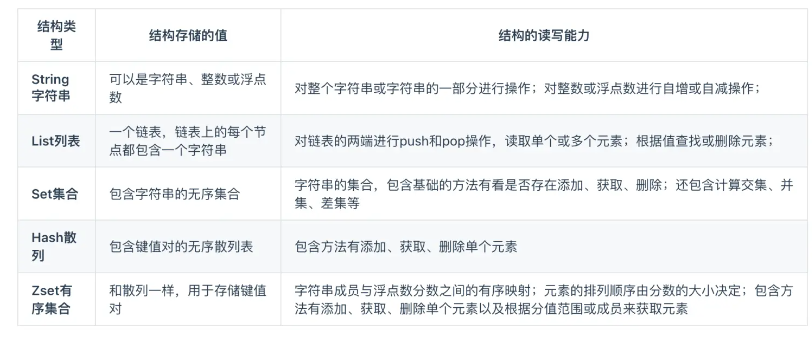 结构类
型
结构存储的值
结构的读写能力
String
字符串
可以是字符串、整数或浮点
数
对整个字符串或字符串的一部分进行操作；对整数或浮点数进行自增或自减操作；
List列表
一个链表，链表上的每个节
点都包含一个字符串
对链表的两端进行push和pop操作，读取单个或多个元素；根据值查找或删除元素；
Set集合
包含字符串的无序集合
字符串的集合，包含基础的方法有看是否存在添加、获取、删除；还包含计算交集、并
集、差集等
Hash散
列
包含键值对的无序散列表
包含方法有添加、获取、删除单个元素
Zset有
序集合
和散列一样，用于存储键值
对
字符串成员与浮点数分数之间的有序映射；元素的排列顺序由分数的大小决定；包含方
法有添加、获取、删除单个元素以及根据分值范围或成员来获取元素